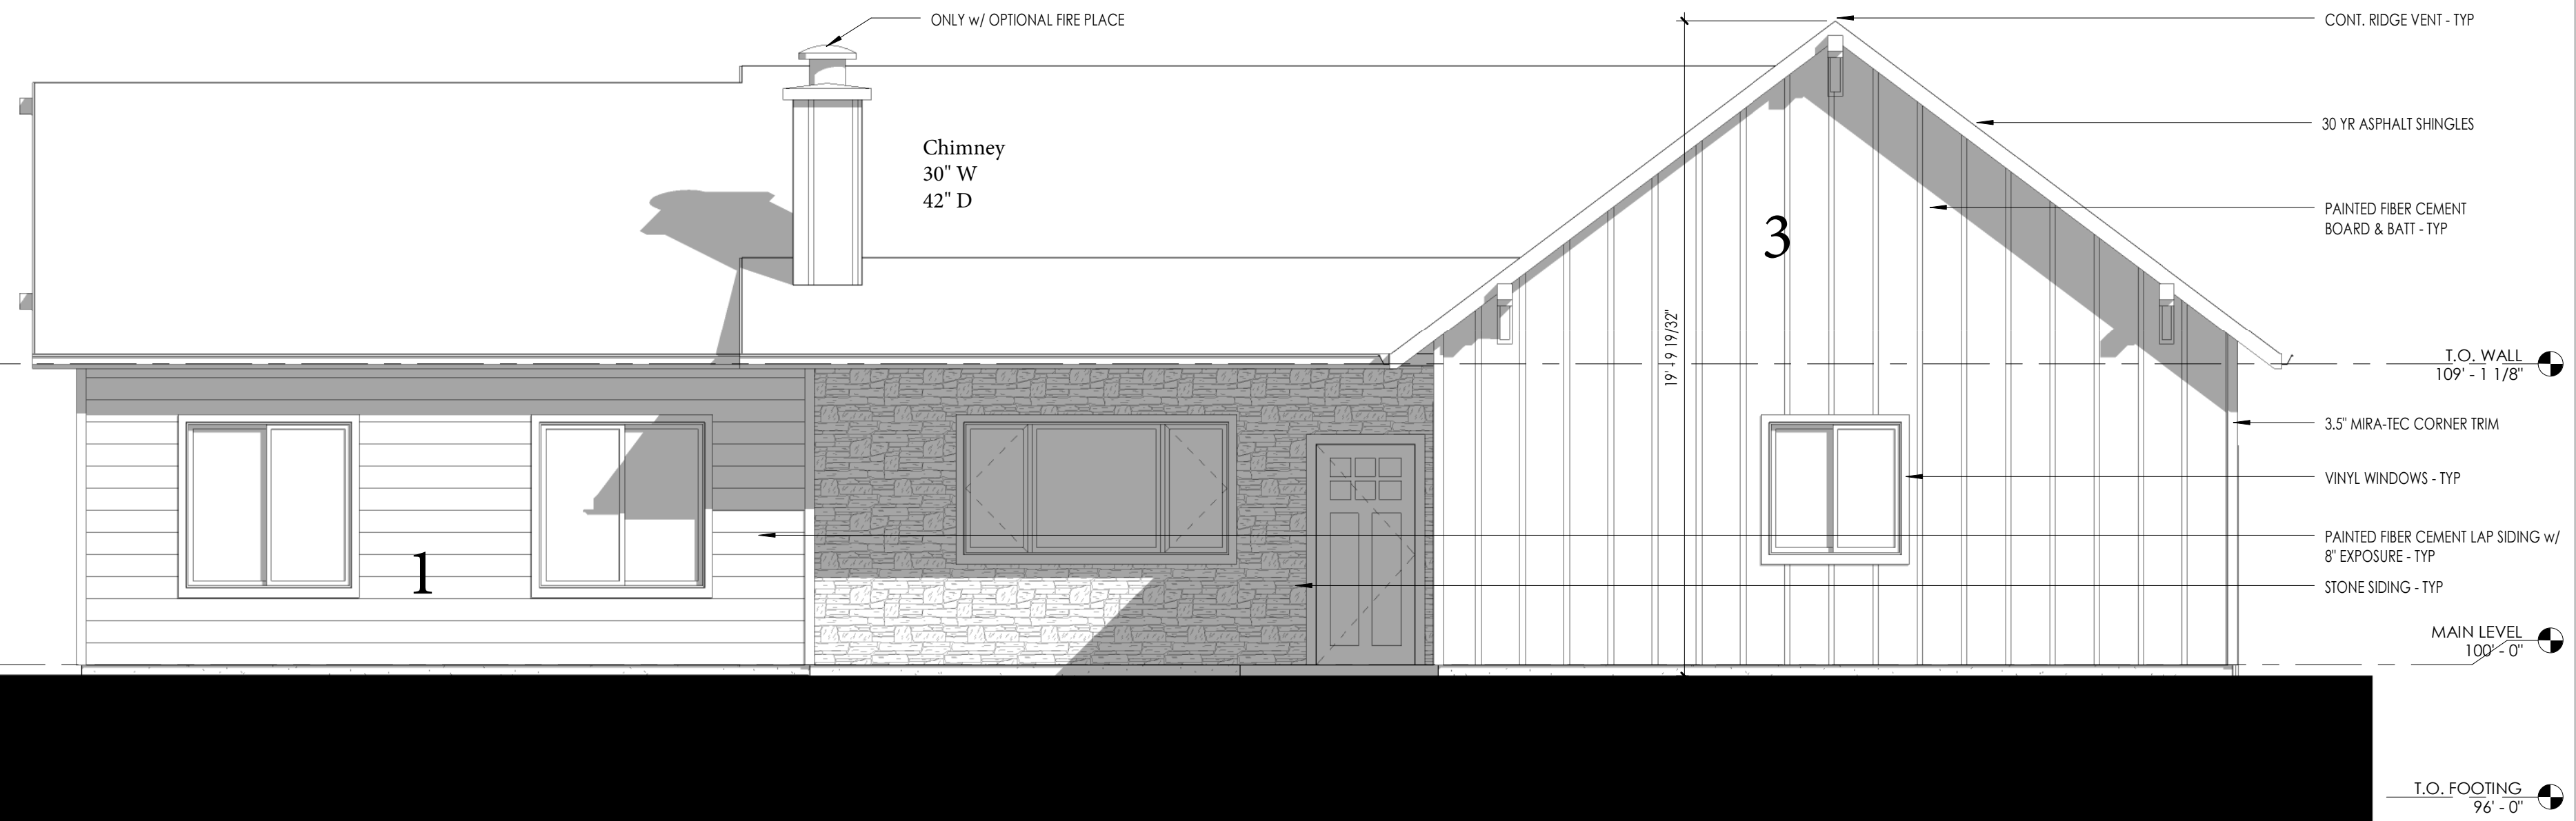 ONLY w/ OPTIONAL FIRE PLACE
CONT. RIDGE VENT - TYP
30 YR ASPHALT SHINGLES
Chimney
30" W
42" D
PAINTED FIBER CEMENT
BOARD & BATT - TYP
3
19' - 9 19/32"
T.O. WALL
109' - 1 1/8"
3.5" MIRA-TEC CORNER TRIM
VINYL WINDOWS - TYP
PAINTED FIBER CEMENT LAP SIDING w/
8" EXPOSURE - TYP
1
STONE SIDING - TYP
MAIN LEVEL
100' - 0"
T.O. FOOTING
96' - 0"